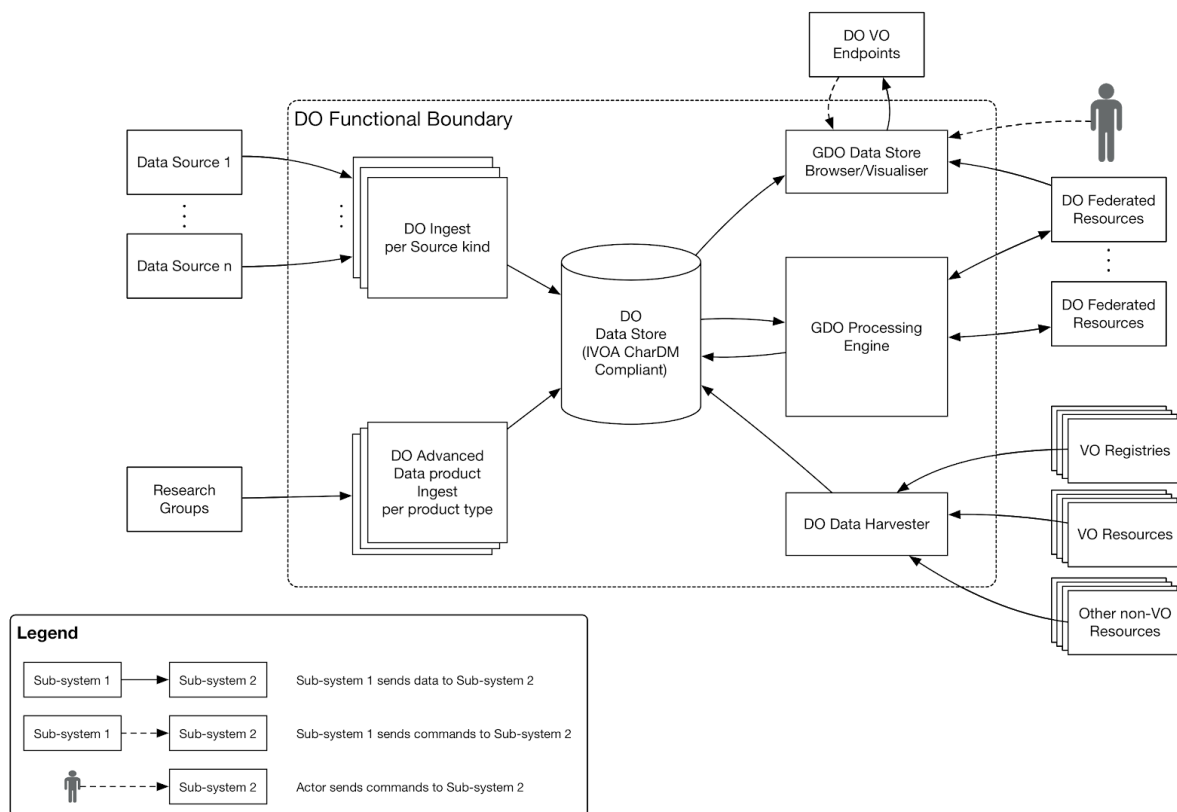 DO VO
Endpoints
DO Functional Boundary
Data Source 1
Data Source n
DO Ingest
per Source kind
GDO Data Store
Browser/Visualiser
DO Federated
Resources
DO
Data Store
(IVOA CharDM
Compliant)
GDO Processing
Engine
DO Federated
Resources
Research
Groups
DO Advanced
Data product
Ingest
per product type
DO Data Harvester
VO Registries
VO Resources
Other non-VO
Resources
Legend
Sub-system 1
Sub-system 2
Sub-system 1 sends data to Sub-system 2
Sub-system 1
Sub-system 2
Sub-system 1 sends commands to Sub-system 2
Sub-system 2
Actor sends commands to Sub-system 2